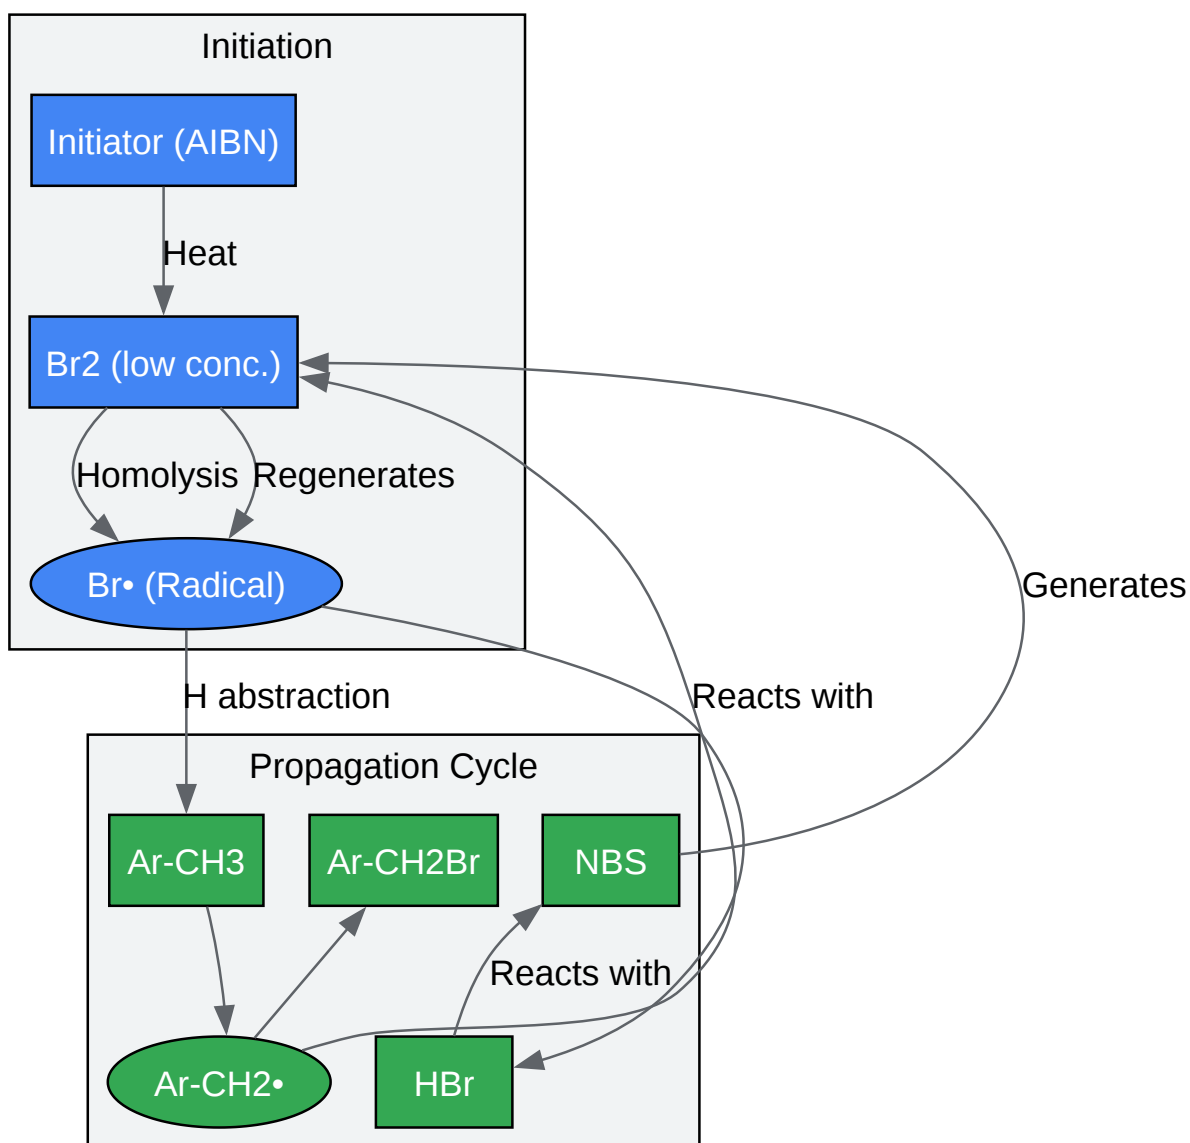 Initiation
Initiator (AIBN)
Heat
Br2 (low conc.)
Homolysis
Regenerates
Br• (Radical)
Generates
H abstraction
Reacts with
Propagation Cycle
Ar-CH3
Ar-CH2Br
NBS
Reacts with
Ar-CH2•
HBr